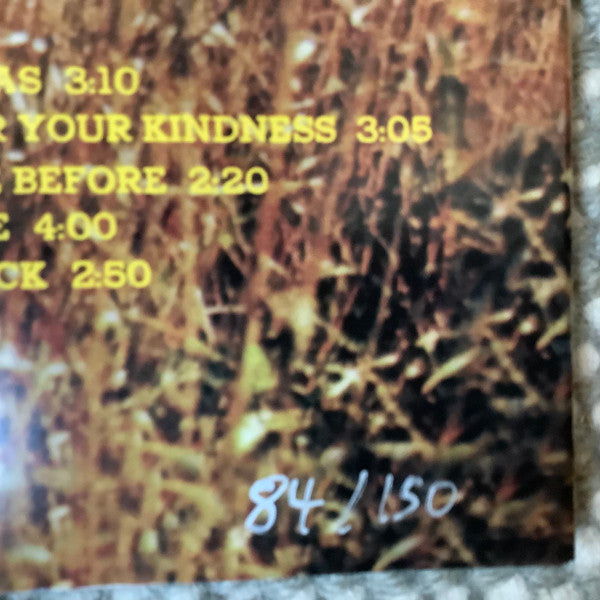 AS 3:10
R YOUR KINDNESS 3:05
E BEFORE 2:20
E 4:00
CK 2:50
84/150